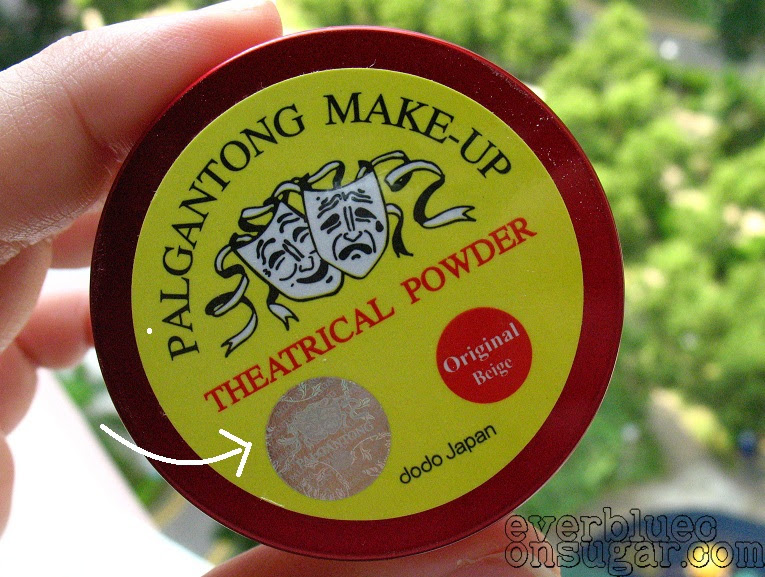 PALGANTONG MAKE-UP
THEATRICAL POWDER
Original
Beige
dodo Japan
everbluec
onsugar.com